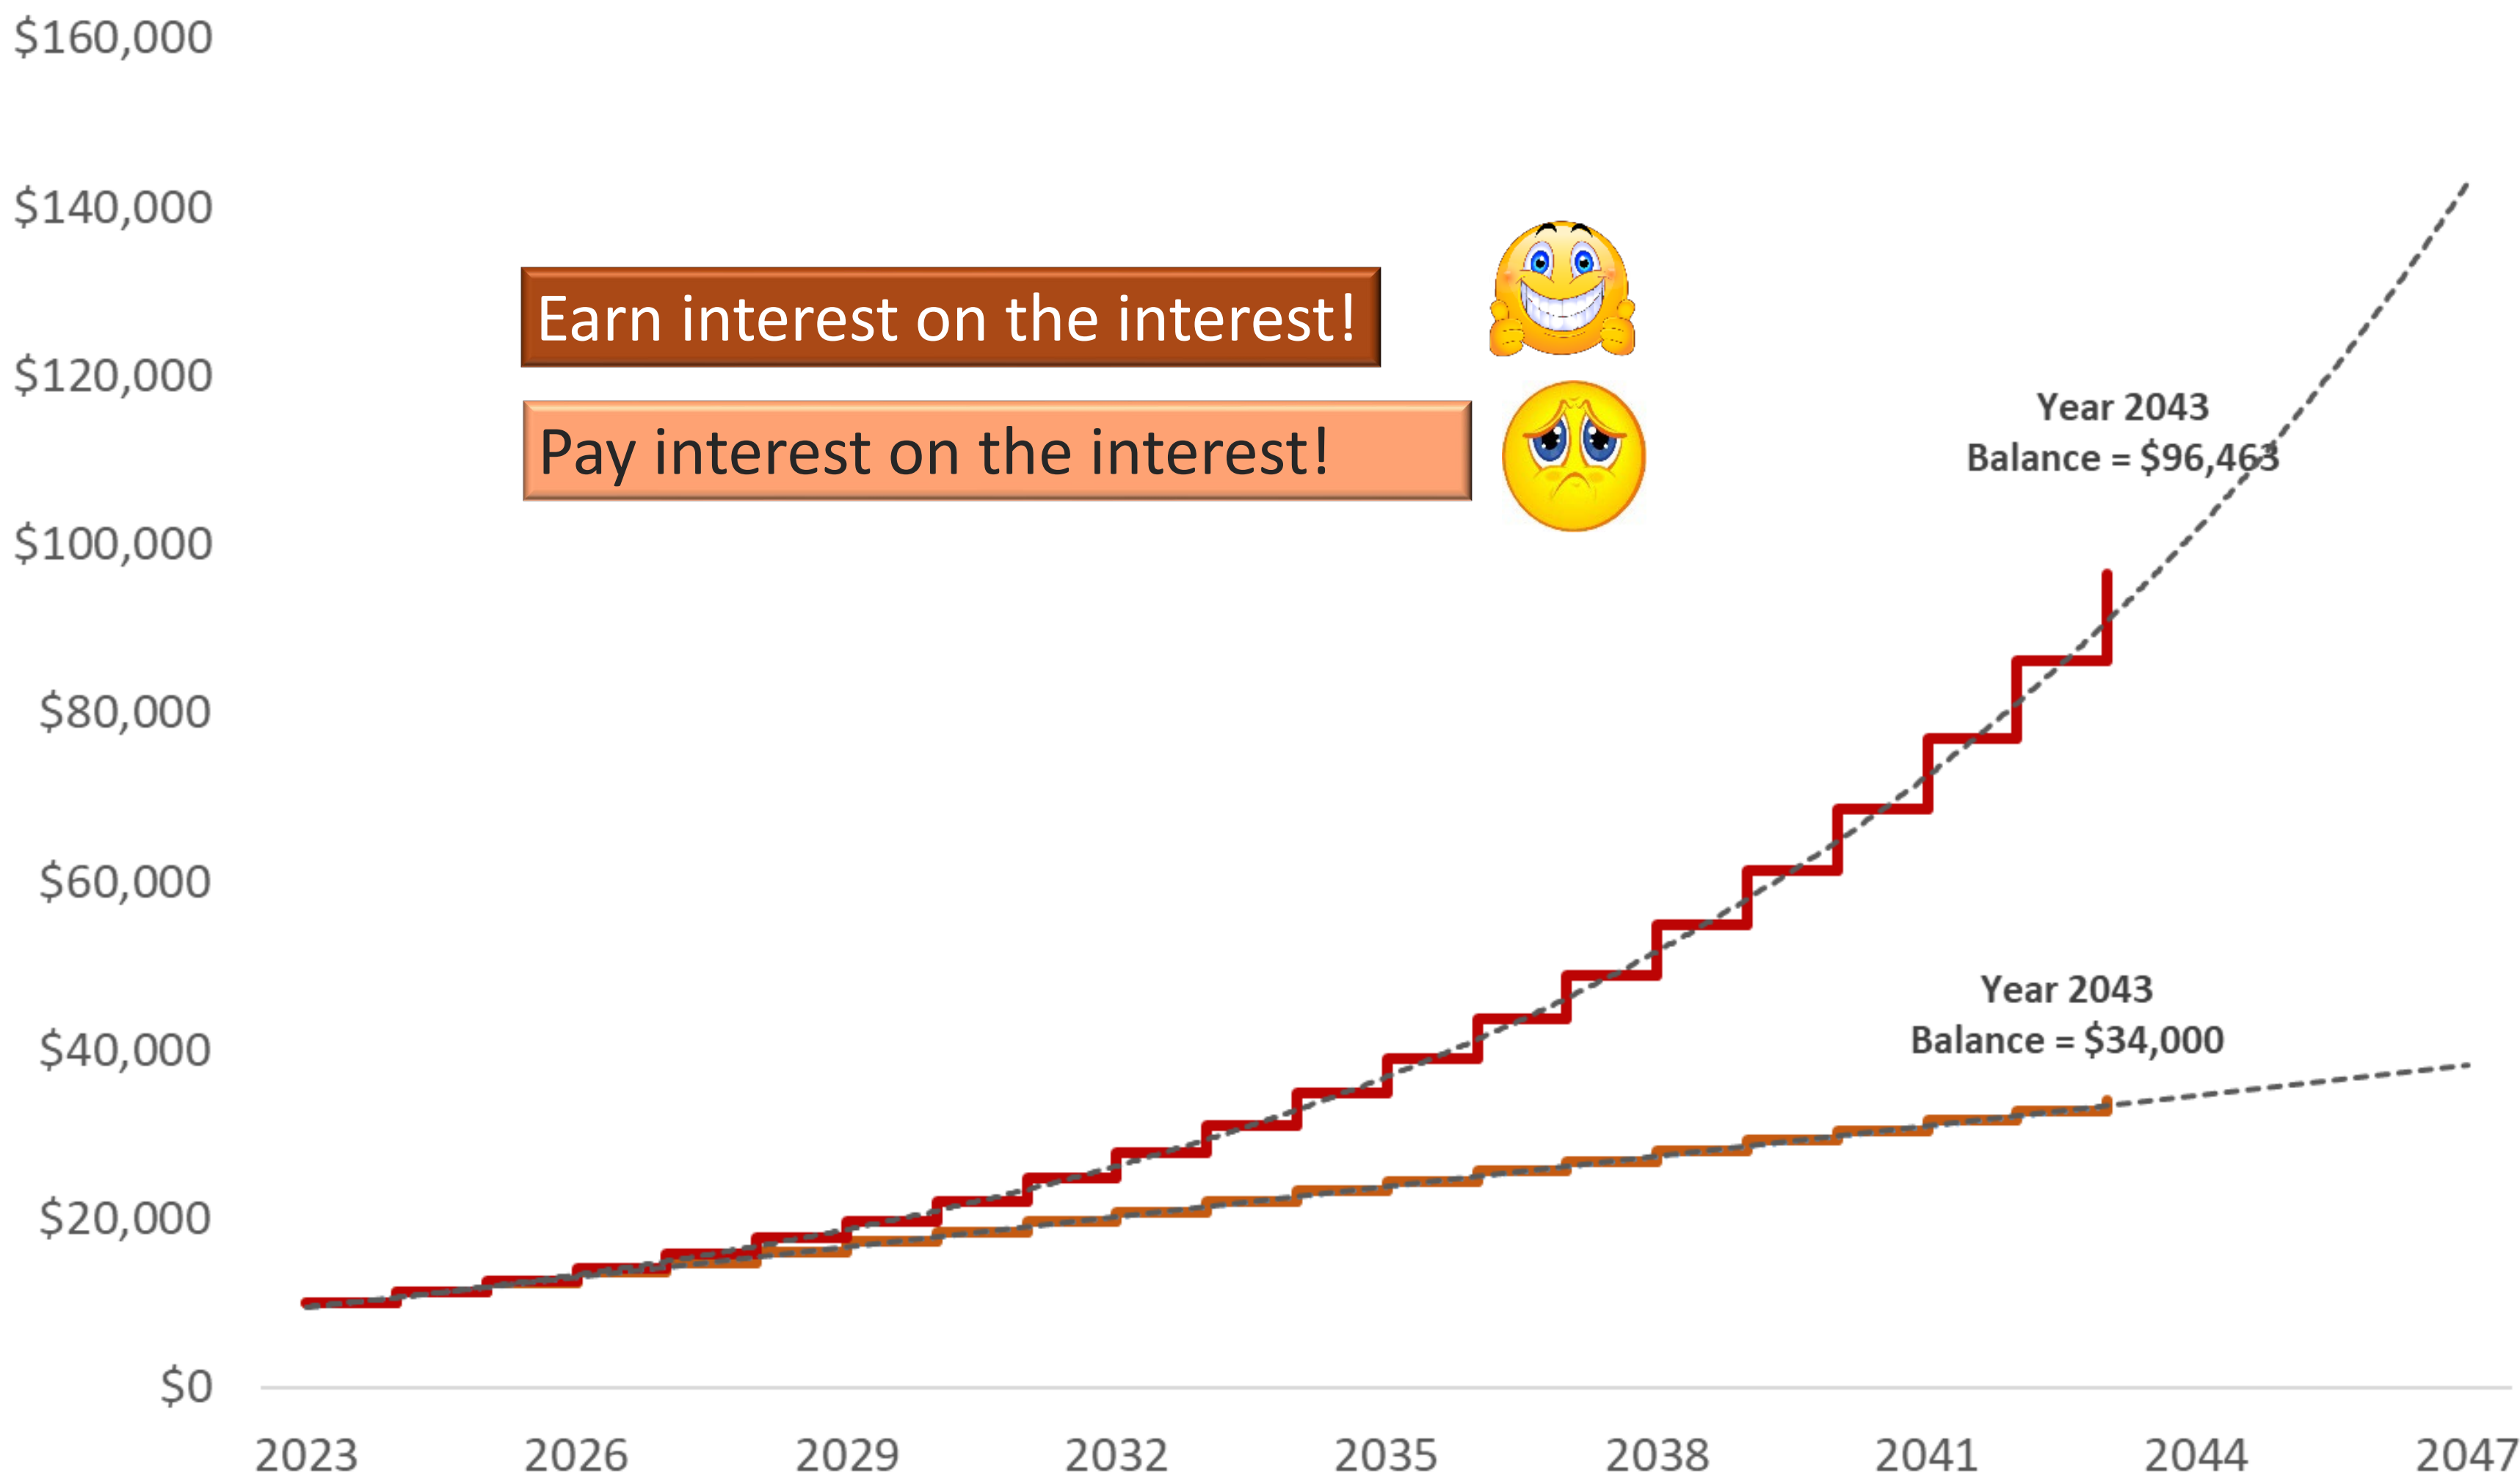 $160,000
$140,000
$120,000
$100,000
$80,000
$60,000
$40,000
$20,000
$0
Earn interest on the interest!
Pay interest on the interest!
Year 2043
Balance = $96,463
Year 2043
Balance = $34,000
2023 2026 2029 2032 2035 2038 2041 2044 2047